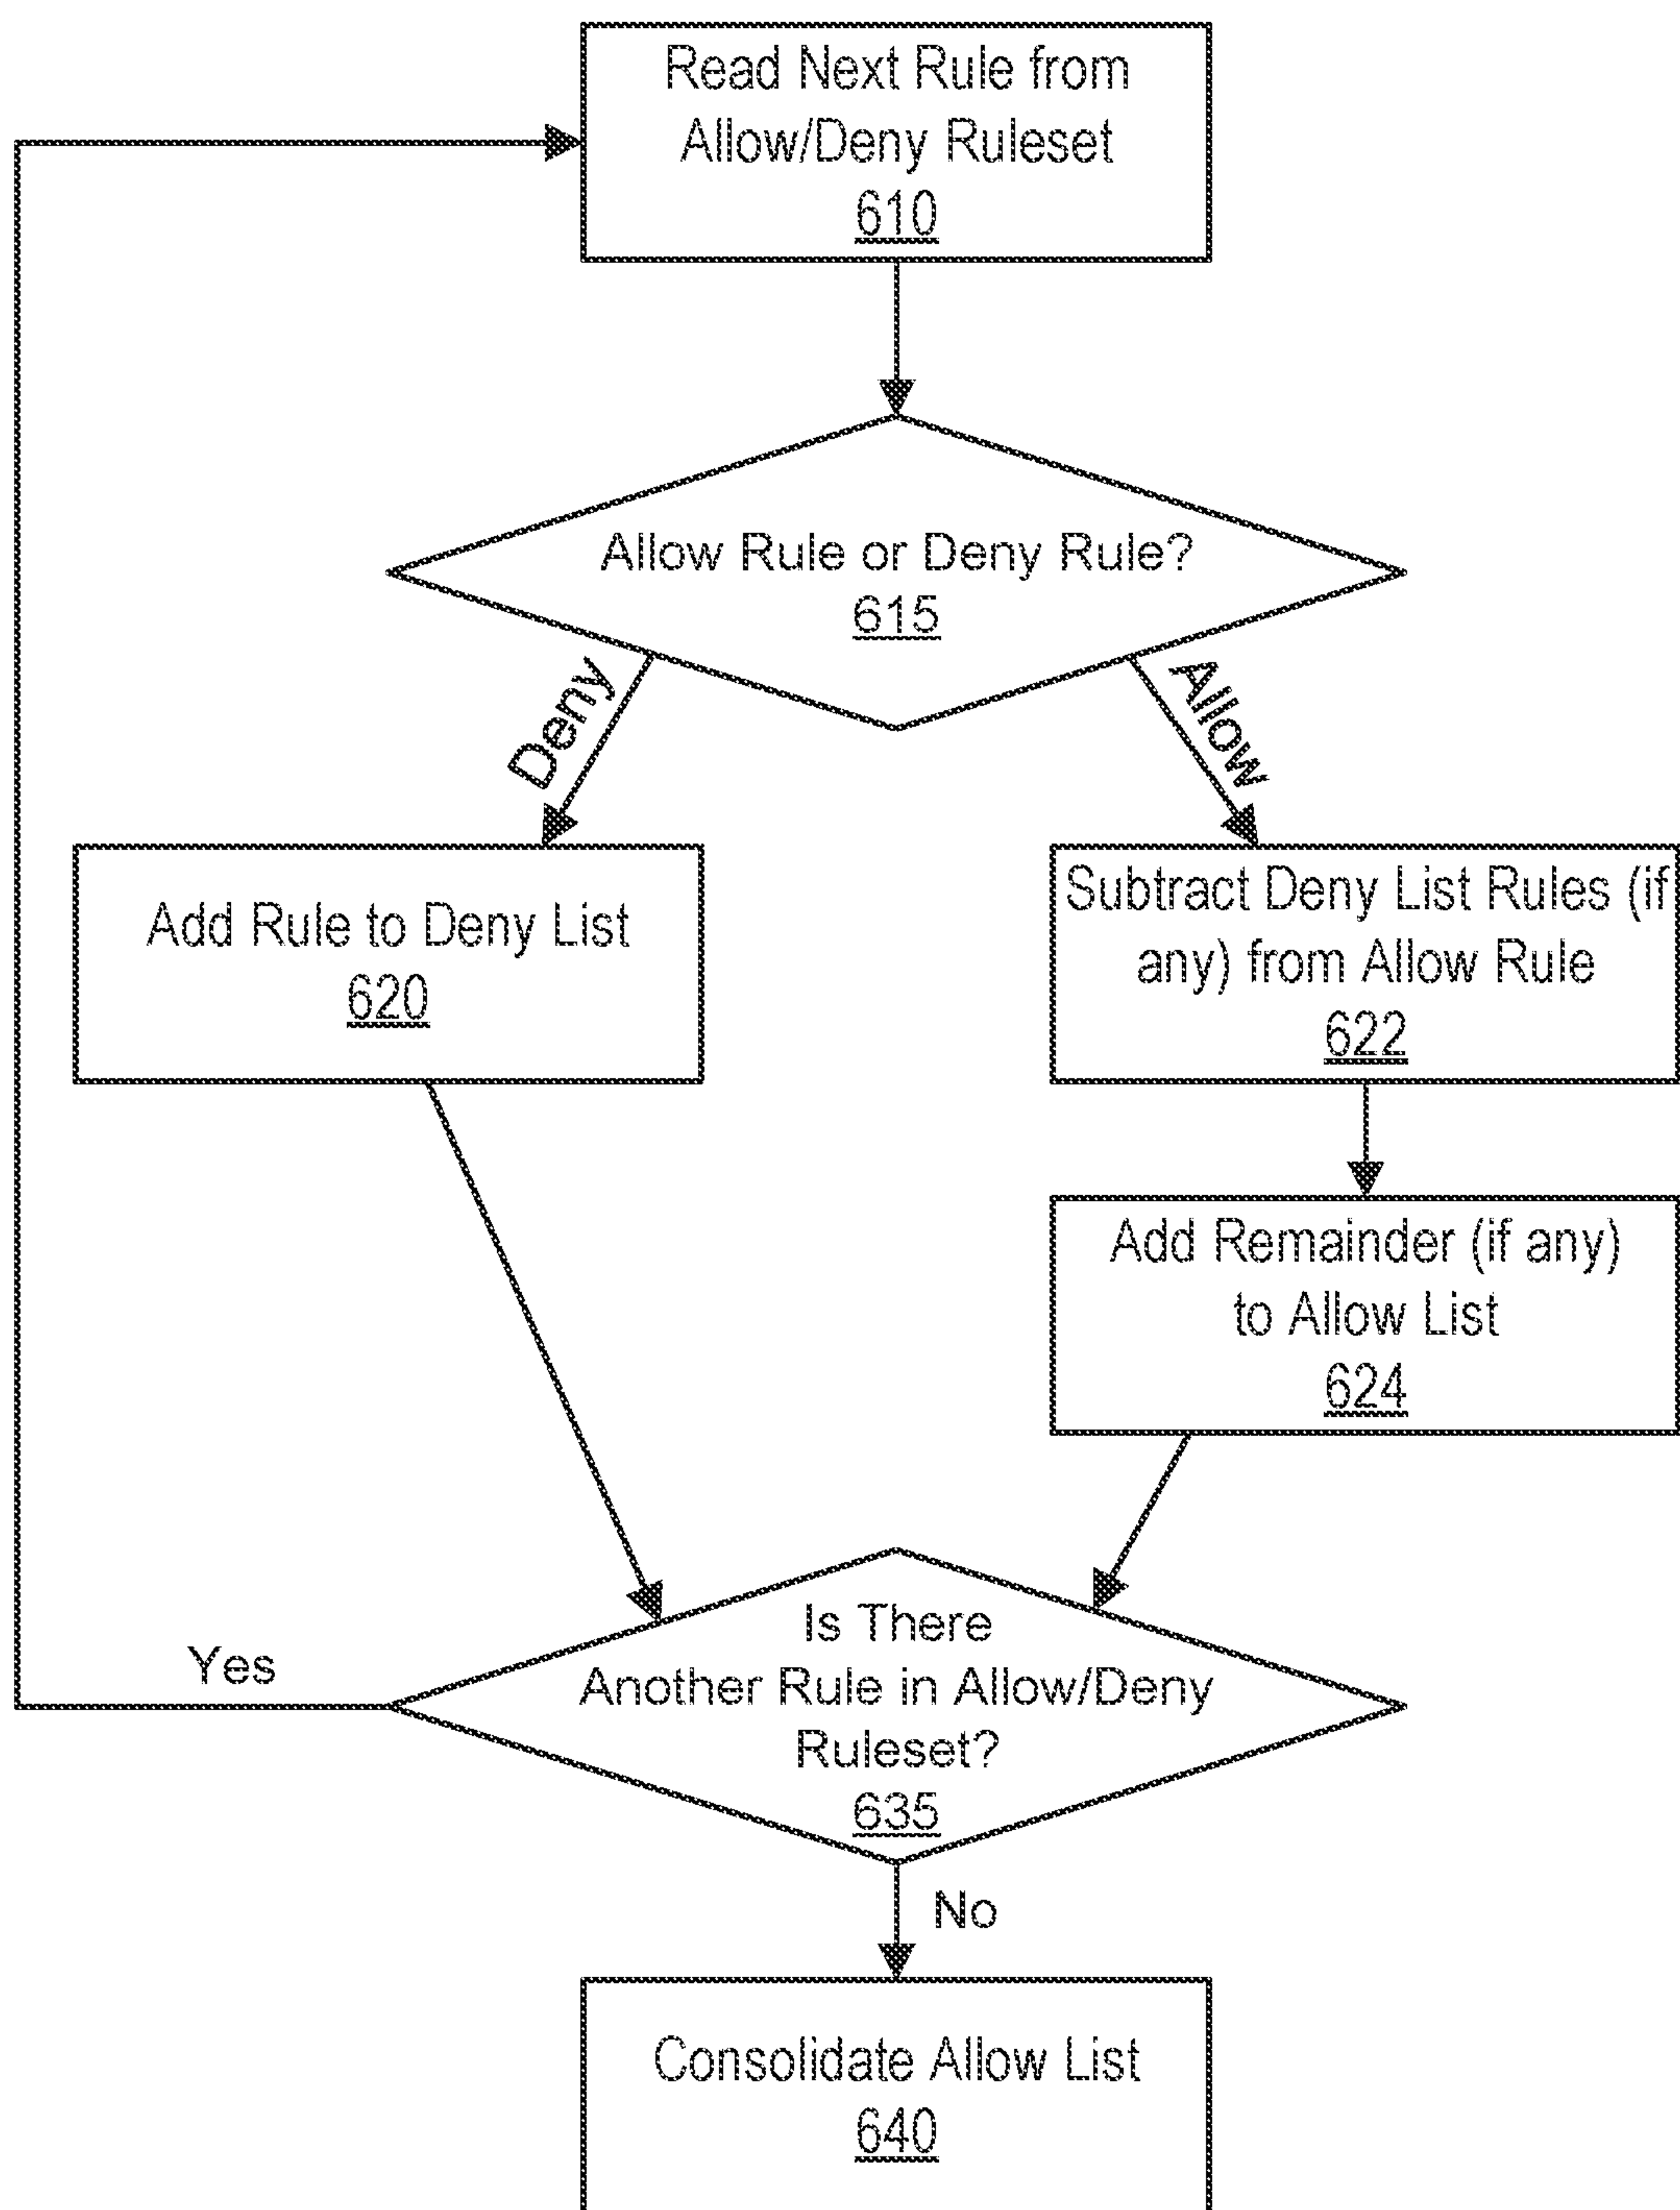 Read Next Rule from
Allow/Deny Ruleset
610
Allow Rule or Deny Rule?
615
Deny
Allow
Add Rule to Deny List
620
Subtract Deny List Rules (if
any) from Allow Rule
622
Add Remainder (if any)
to Allow List
624
Is There
Another Rule in Allow/Deny
Ruleset?
635
Yes
No
Consolidate Allow List
640